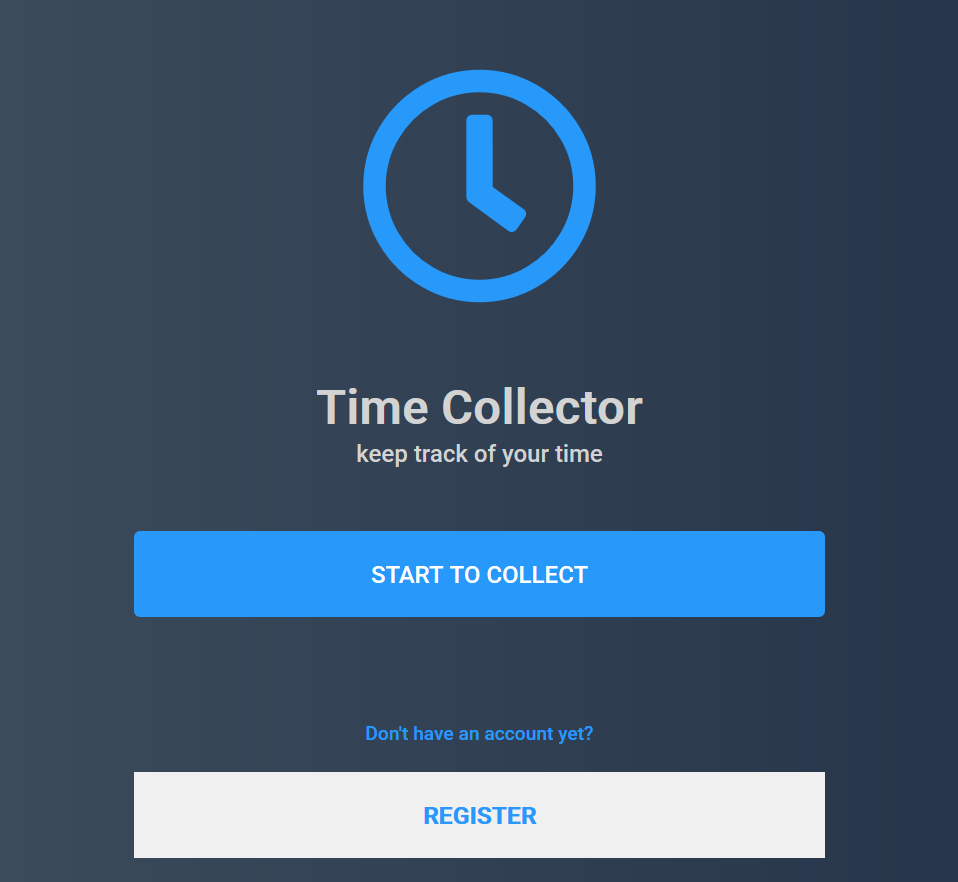 Time Collector
keep track of your time
START TO COLLECT
Don't have an account yet?
REGISTER